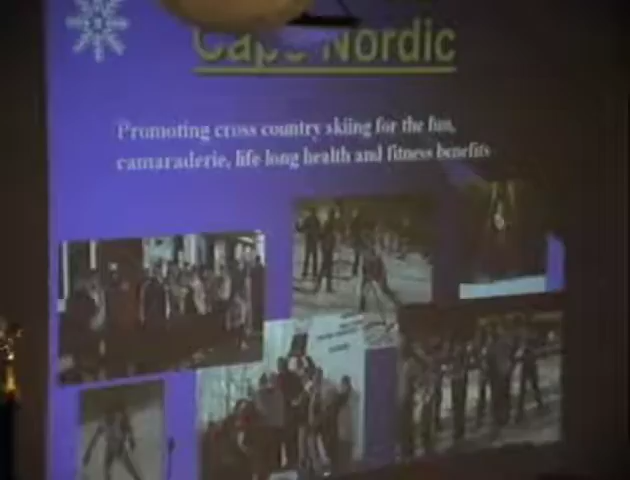 Cape Nordic
Promoting cross country skiing for the fun,
camaraderie, life long health and fitness benefits